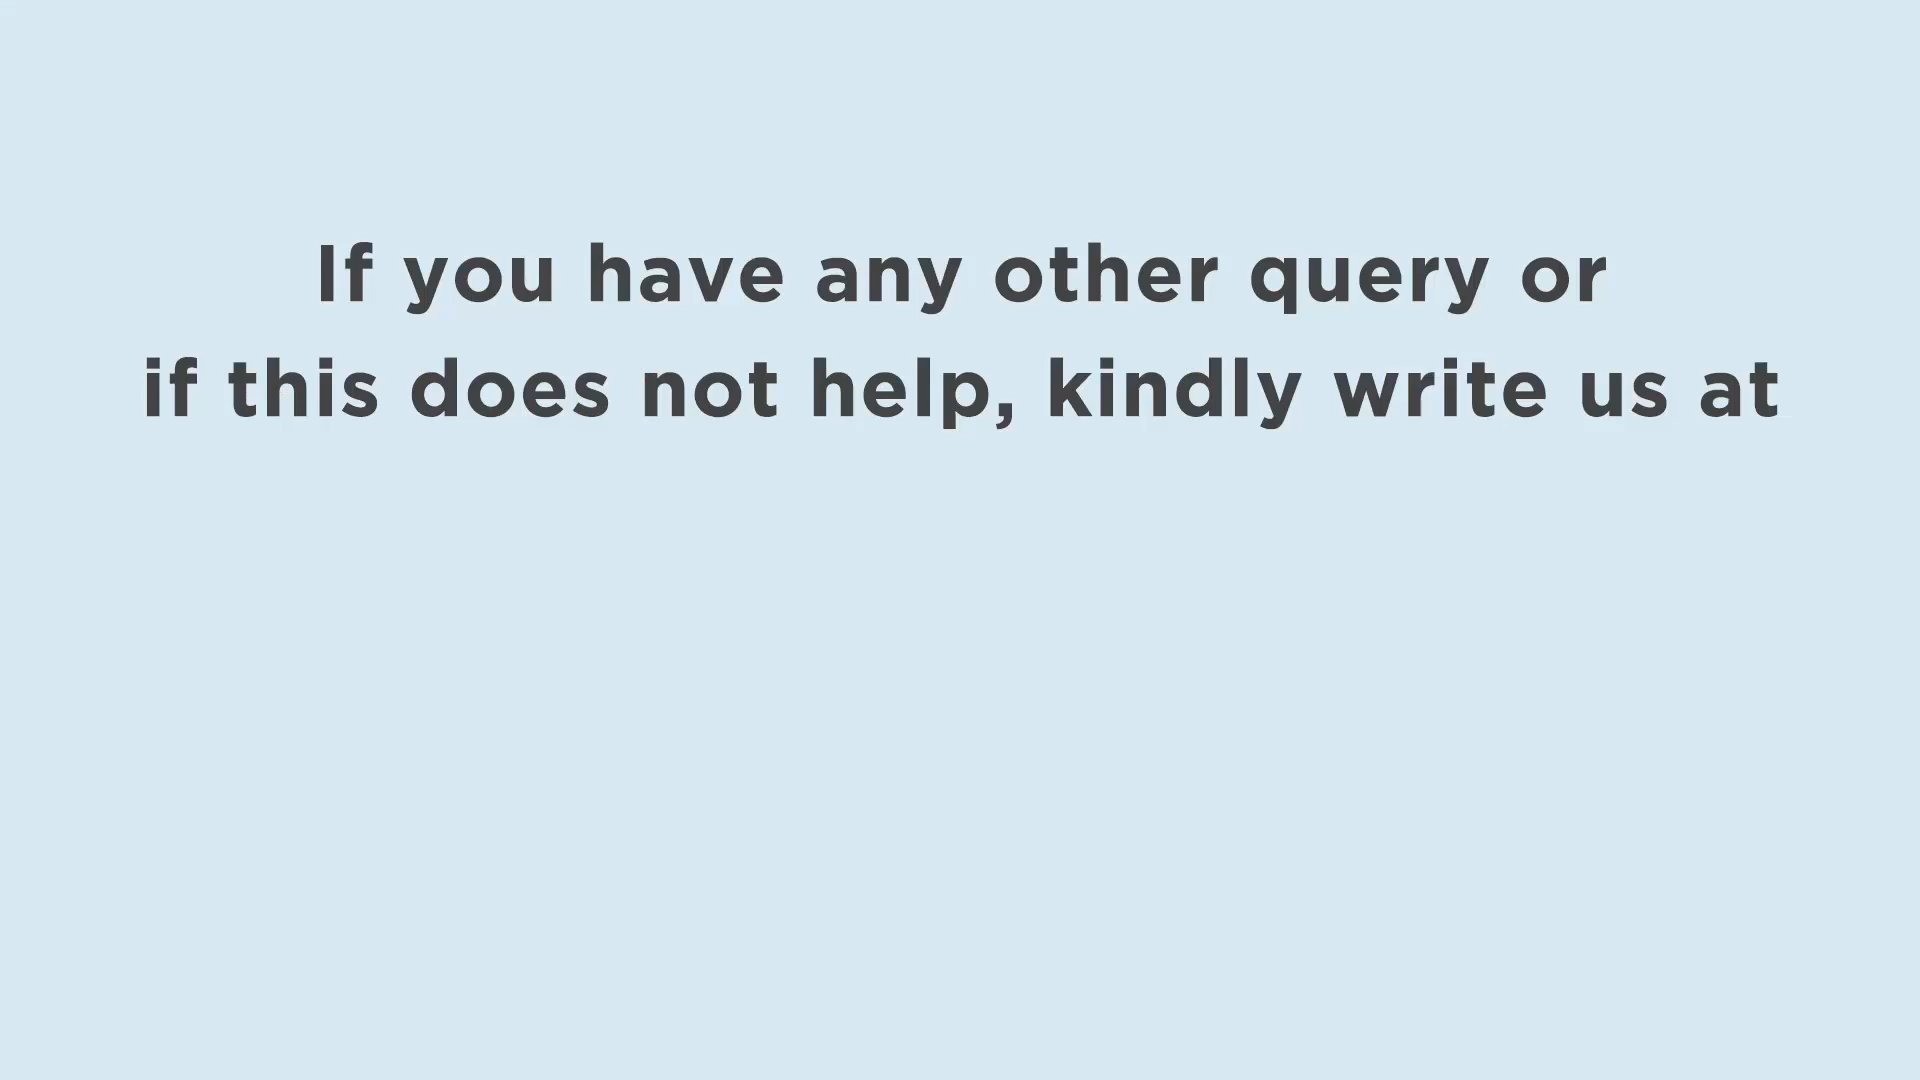 If you have any other query or
if this does not help, kindly write us at